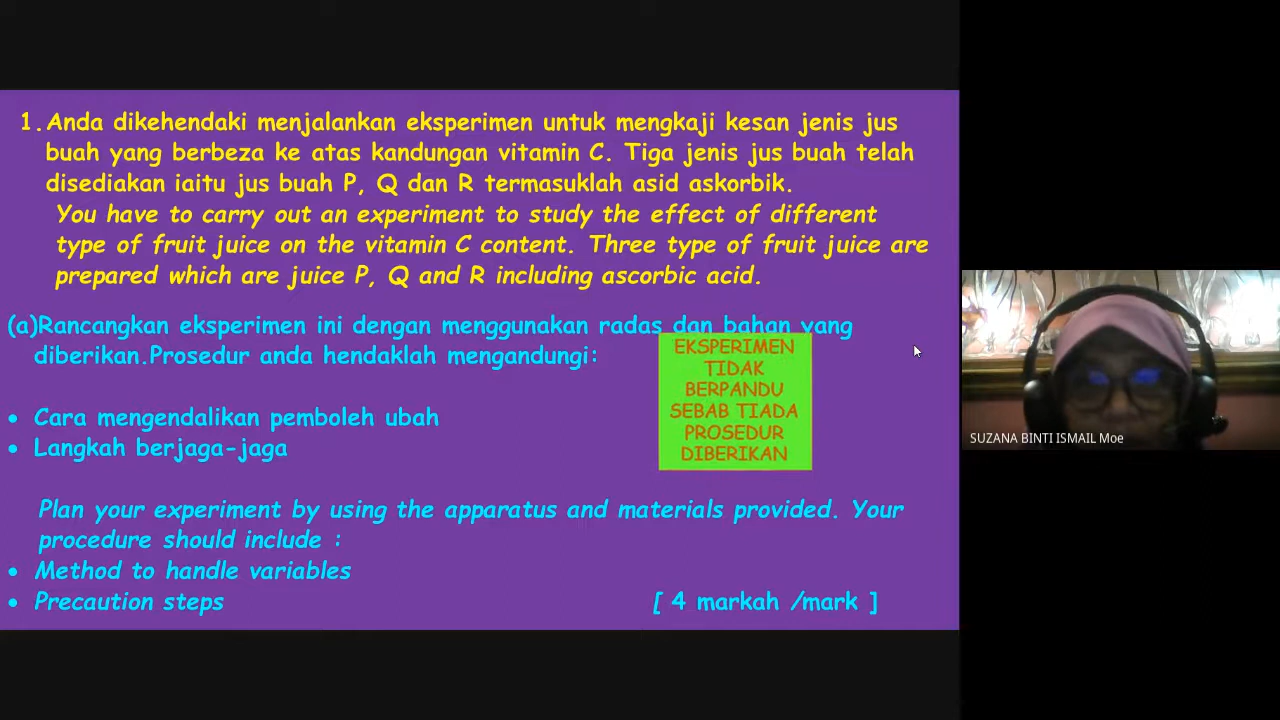 1.Anda dikehendaki menjalankan eksperimen untuk mengkaji kesan jenis jus
buah yang berbeza ke atas kandungan vitamin C. Tiga jenis jus buah telah
disediakan iaitu jus buah P, Q dan R termasuklah asid askorbik.
You have to carry out an experiment to study the effect of different
type of fruit juice on the vitamin C content. Three type of fruit juice are
prepared which are juice P, Q and R including ascorbic acid.
(a)Rancangkan eksperimen ini dengan menggunakan radas dan bahan yang
diberikan.Prosedur anda hendaklah mengandungi:
EKSPERIMEN
TIDAK
BERPANDU
SEBAB TIADA
PROSEDUR
DIBERIKAN
• Cara mengendalikan pemboleh ubah
• Langkah berjaga-jaga
Plan your experiment by using the apparatus and materials provided. Your
procedure should include :
• Method to handle variables
• Precaution steps [ 4 markah /mark ]
SUZANA BINTI ISMAIL Moe